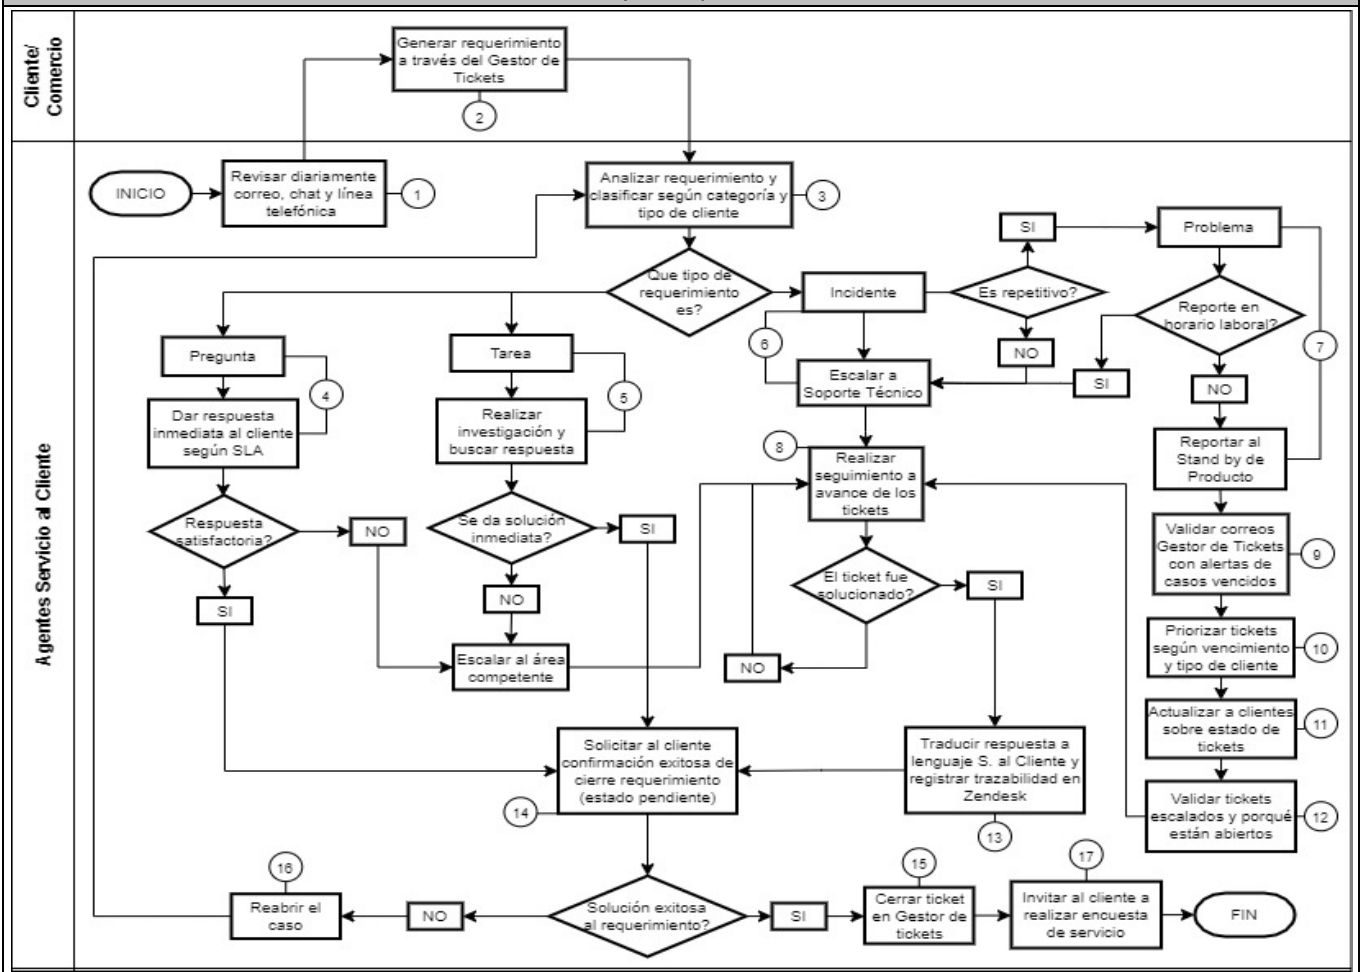 Cliente/
Comercio
Generar requerimiento
a través del Gestor de
Tickets
2
Agentes Servicio al Cliente
INICIO
Revisar diariamente
correo, chat y línea
telefónica
1
Analizar requerimiento y
clasificar según categoría y
tipo de cliente
3
Que tipo de
requerimiento
es?
Incidente
6
Es repetitivo?
SI
NO
Problema
Reporte en
horario laboral?
7
SI
NO
Pregunta
4
Dar respuesta
inmediata al cliente
según SLA
Tarea
5
Realizar
investigación y
buscar respuesta
Escalar a
Soporte Técnico
Reportar al
Stand by de
Producto
8
Realizar
seguimiento a
avance de los
tickets
Respuesta
satisfactoria?
NO
SI
Se da solución
inmediata?
SI
NO
Escalar al área
competente
El ticket fue
solucionado?
SI
NO
Validar correos
Gestor de Tickets
con alertas de
casos vencidos
9
Priorizar tickets
según vencimiento
y tipo de cliente
10
Actualizar a clientes
sobre estado de
tickets
11
Validar tickets
escalados y porqué
están abiertos
12
Solicitar al cliente
confirmación exitosa de
cierre requerimiento
(estado pendiente)
14
Traducir respuesta a
lenguaje S. al Cliente y
registrar trazabilidad en
Zendesk
13
16
Reabrir el
caso
NO
Solución exitosa
al requerimiento?
SI
15
Cerrar ticket
en Gestor de
tickets
17
Invitar al cliente a
realizar encuesta
de servicio
FIN